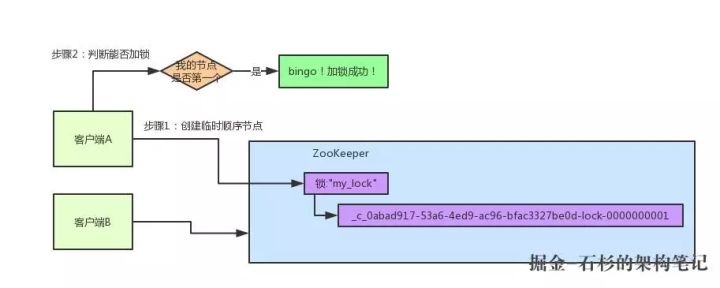 步骤2：判断能否加锁
我的节点
是否第一个
是
bingo！加锁成功！
客户端A
步骤1：创建临时顺序节点
ZooKeeper
锁:"my_lock"
_c_0abad917-53a6-4ed9-ac96-bfac3327be0d-lock-0000000001
客户端B
掘金-石杉的架构笔记